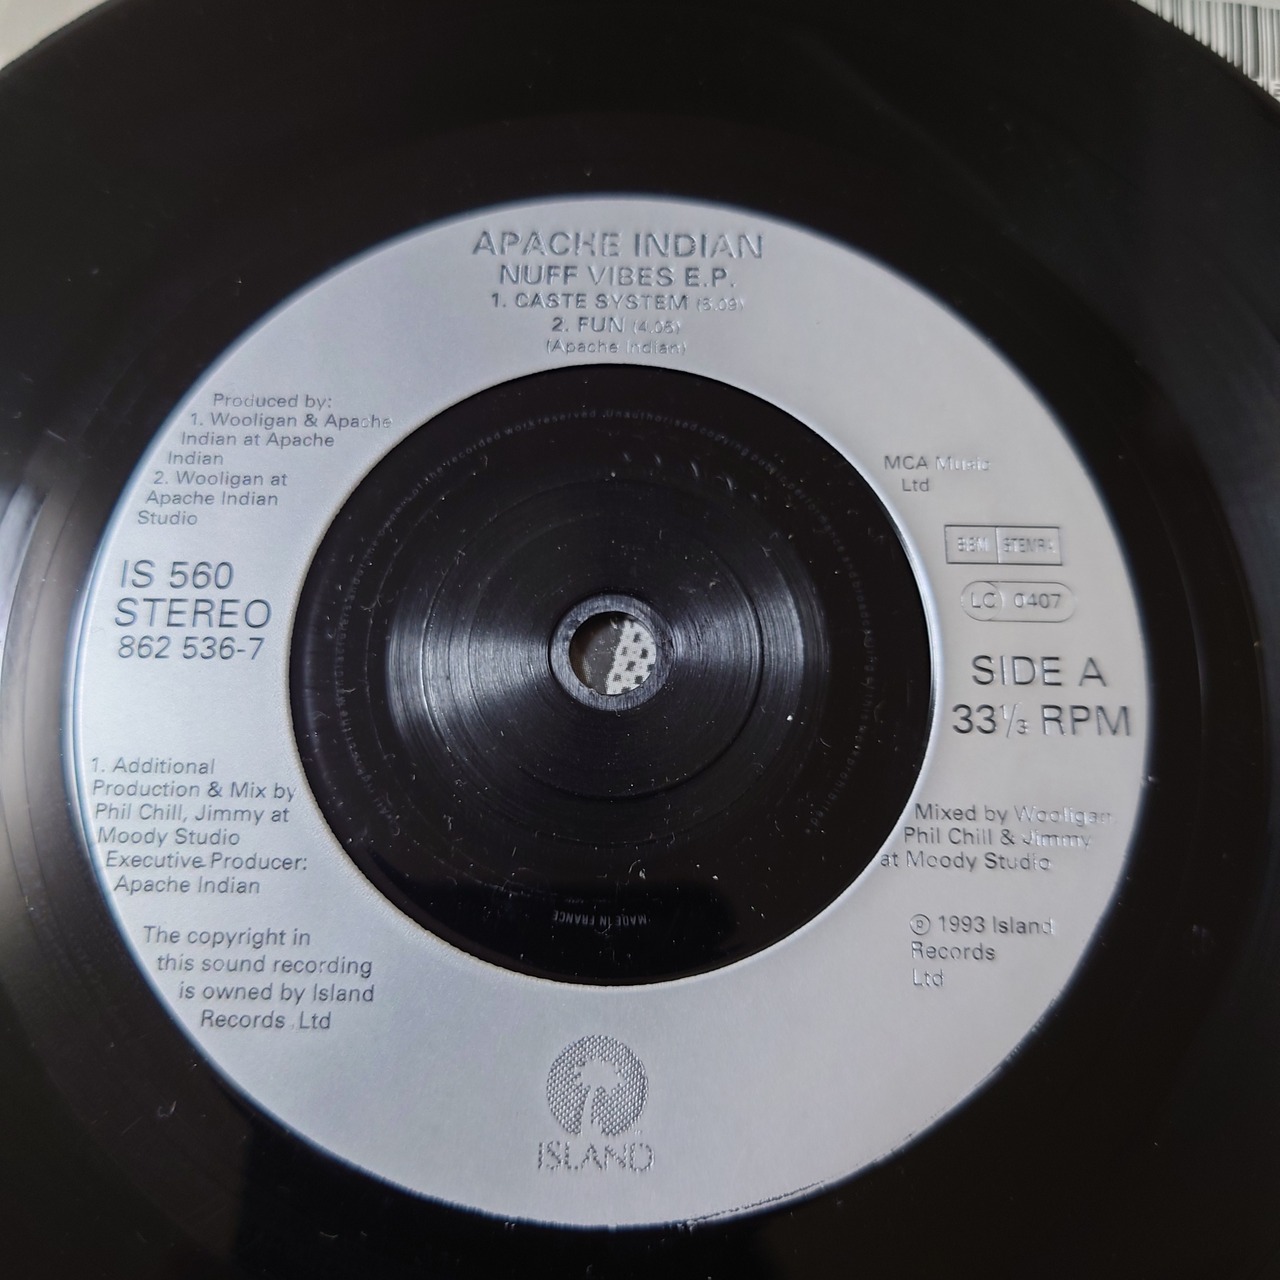 APACHE INDIAN
NUFF VIBES E.P.
1. CASTE SYSTEM
2. FUN
(Apache Indian)
Produced by:
1. Wooligan & Apache
Indian at Apache
Indian
2. Wooligan at
Apache Indian
Studio
IS 560
STEREO
862 536-7
1. Additional
Production & Mix by
Phil Chill, Jimmy at
Moody Studio
Executive Producer:
Apache Indian
The copyright in
this sound recording
is owned by Island
Records Ltd
MCA Music
Ltd
STEMRA
LC 0407
SIDE A
33⅓ RPM
Mixed by Wooligan,
Phil Chill & Jimmy
at Moody Studio
℗ 1993 Island
Records
Ltd
MADE IN FRANCE
ISLAND